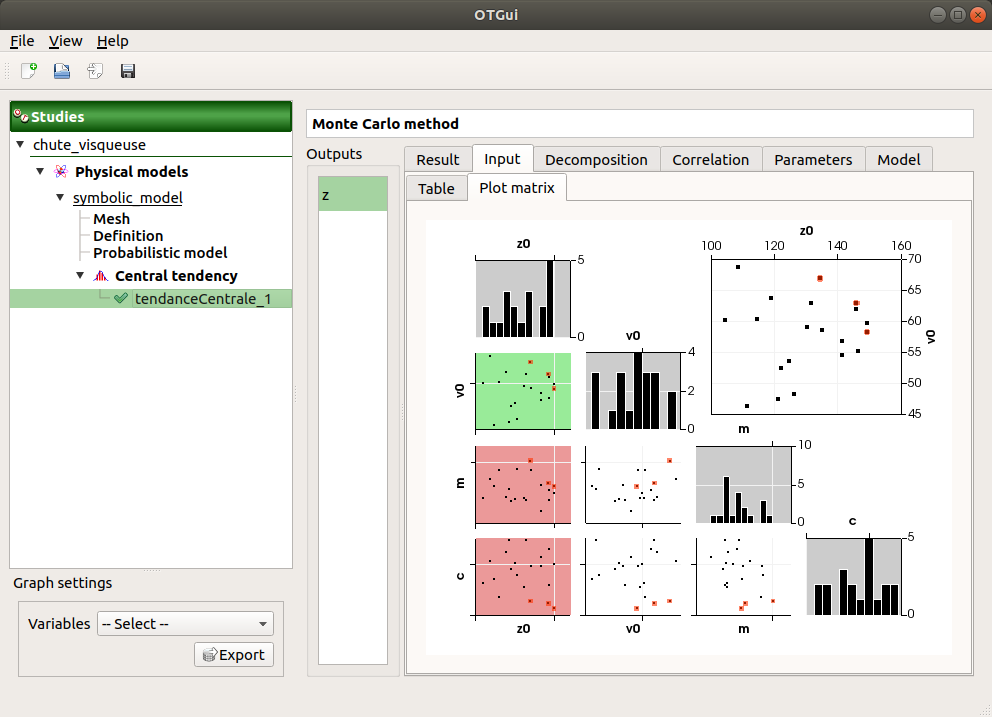 OTGui
File View Help
Studies
chute_visqueuse
Physical models
symbolic_model
Mesh
Definition
Probabilistic model
Central tendency
tendanceCentrale_1
Graph settings
Variables -- Select --
Export
Monte Carlo method
Outputs
z
Result Input Decomposition Correlation Parameters Model
Table Plot matrix
z0
100 120 140 160
70
65
60
55
50
45
v0
z0
5
0
v0
v0
4
2
0
m
m
10
5
0
c
c
5
0
z0 v0 m